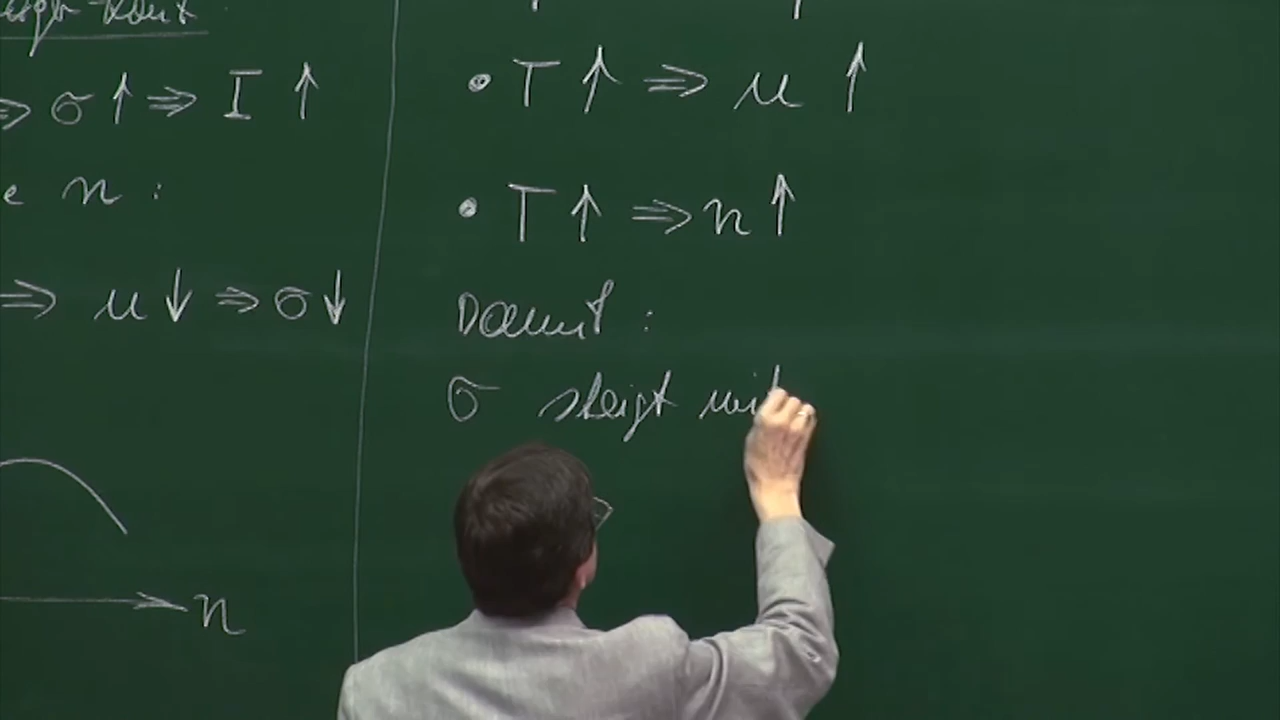 ⇒ σ ↑ ⇒ I ↑
e n :
⇒ u ↓ ⇒ σ ↓
n
• T ↑ ⇒ u ↑
• T ↑ ⇒ n ↑
Damit :
σ steigt mit